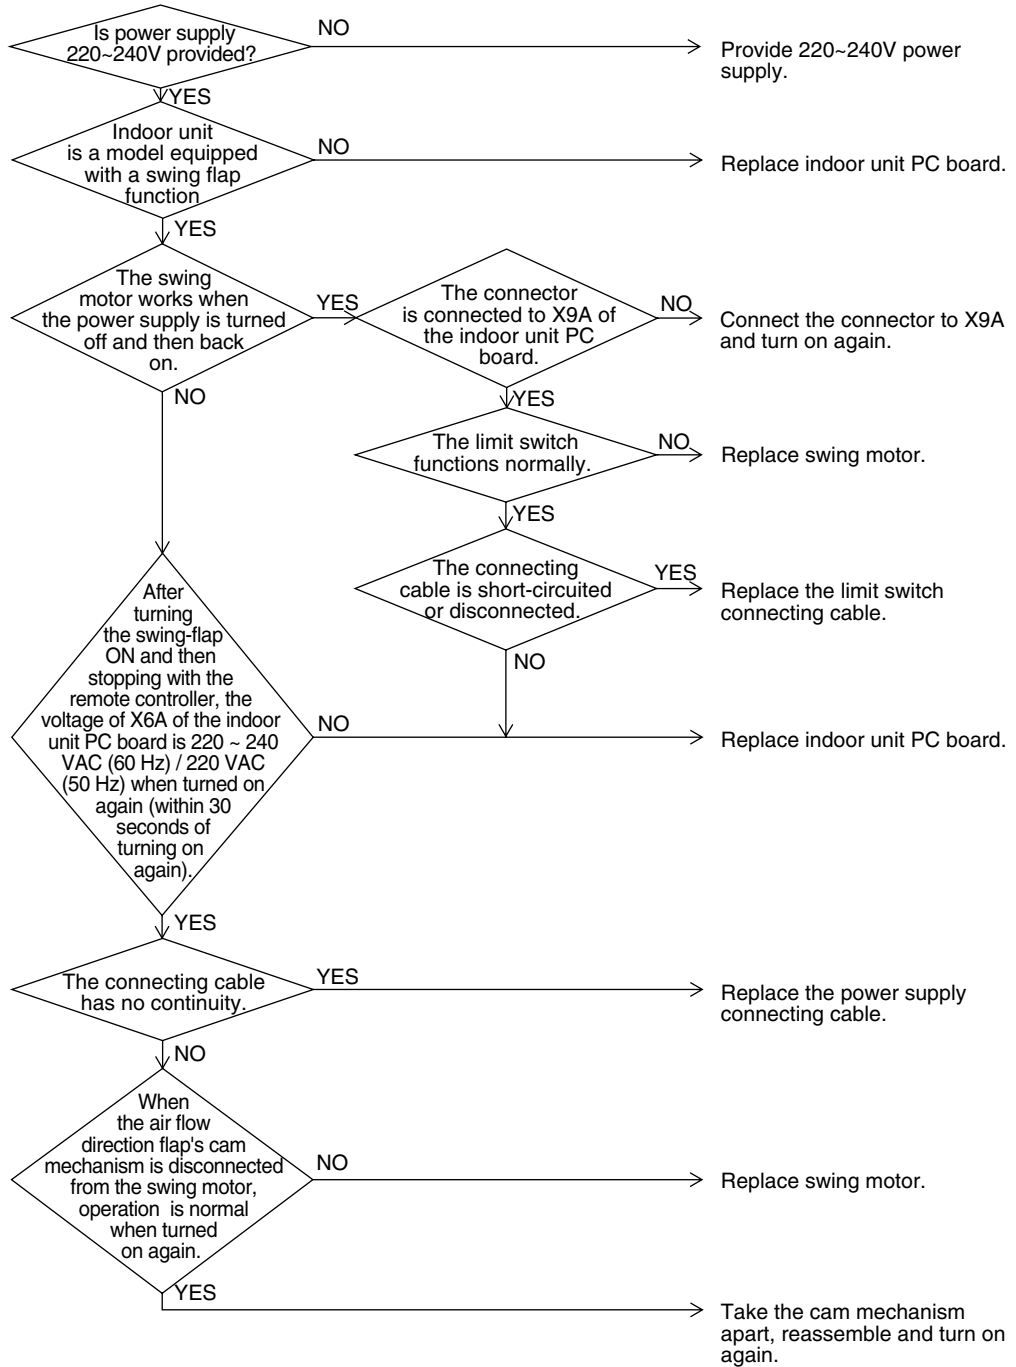 Is power supply
220~240V provided?
NO
Provide 220~240V power
supply.
YES
Indoor unit
is a model equipped
with a swing flap
function
NO
Replace indoor unit PC board.
YES
The swing
motor works when
the power supply is turned
off and then back
on.
YES
The connector
is connected to X9A of
the indoor unit PC
board.
NO
Connect the connector to X9A
and turn on again.
NO
YES
The limit switch
functions normally.
NO
Replace swing motor.
YES
The connecting
cable is short-circuited
or disconnected.
YES
Replace the limit switch
connecting cable.
NO
After
turning
the swing-flap
ON and then
stopping with the
remote controller, the
voltage of X6A of the indoor
unit PC board is 220 ~ 240
VAC (60 Hz) / 220 VAC
(50 Hz) when turned on
again (within 30
seconds of
turning on
again).
NO
Replace indoor unit PC board.
YES
The connecting cable
has no continuity.
YES
Replace the power supply
connecting cable.
NO
When
the air flow
direction flap's cam
mechanism is disconnected
from the swing motor,
operation is normal
when turned
on again.
NO
Replace swing motor.
YES
Take the cam mechanism
apart, reassemble and turn on
again.